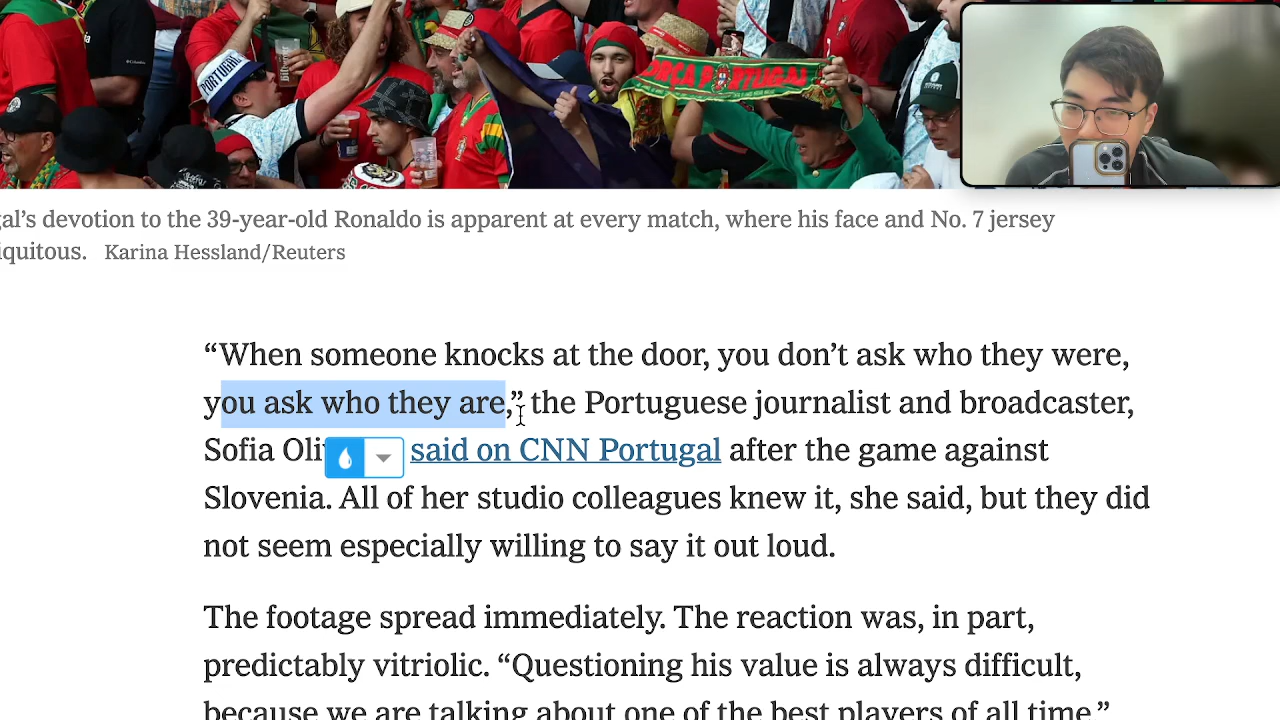 PORTUGAL
FORÇA PORTUGAL
gal’s devotion to the 39-year-old Ronaldo is apparent at every match, where his face and No. 7 jersey
iquitous. Karina Hessland/Reuters
“When someone knocks at the door, you don’t ask who they were,
you ask who they are,” the Portuguese journalist and broadcaster,
Sofia Oli said on CNN Portugal after the game against
Slovenia. All of her studio colleagues knew it, she said, but they did
not seem especially willing to say it out loud.
The footage spread immediately. The reaction was, in part,
predictably vitriolic. “Questioning his value is always difficult,
because we are talking about one of the best players of all time,”